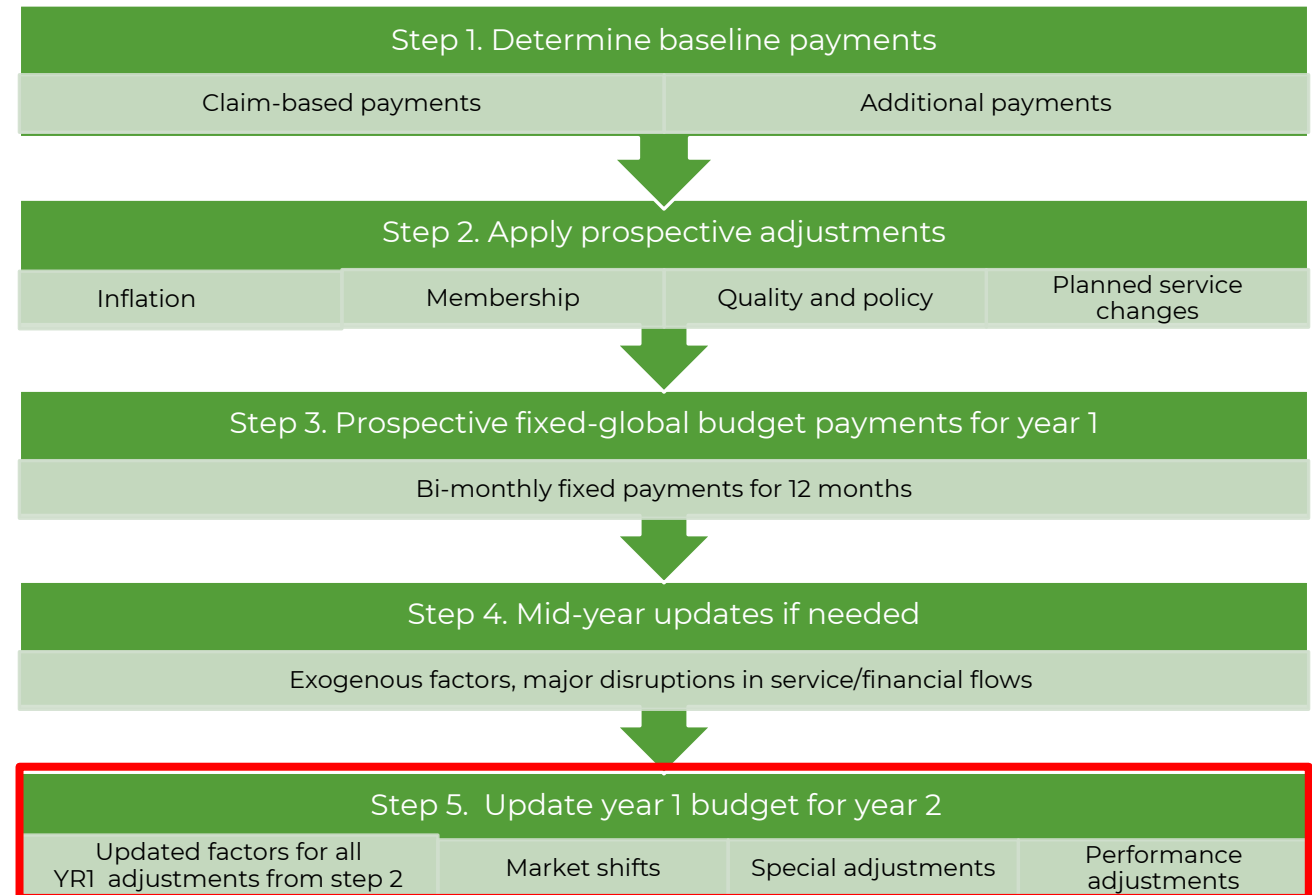 Step 1. Determine baseline payments
Claim-based payments
Additional payments
Step 2. Apply prospective adjustments
Inflation
Membership
Quality and policy
Planned service
changes
Step 3. Prospective fixed-global budget payments for year 1
Bi-monthly fixed payments for 12 months
Step 4. Mid-year updates if needed
Exogenous factors, major disruptions in service/financial flows
Step 5.  Update year 1 budget for year 2
Updated factors for all
YR1  adjustments from step 2
Market shifts
Special adjustments
Performance
adjustments